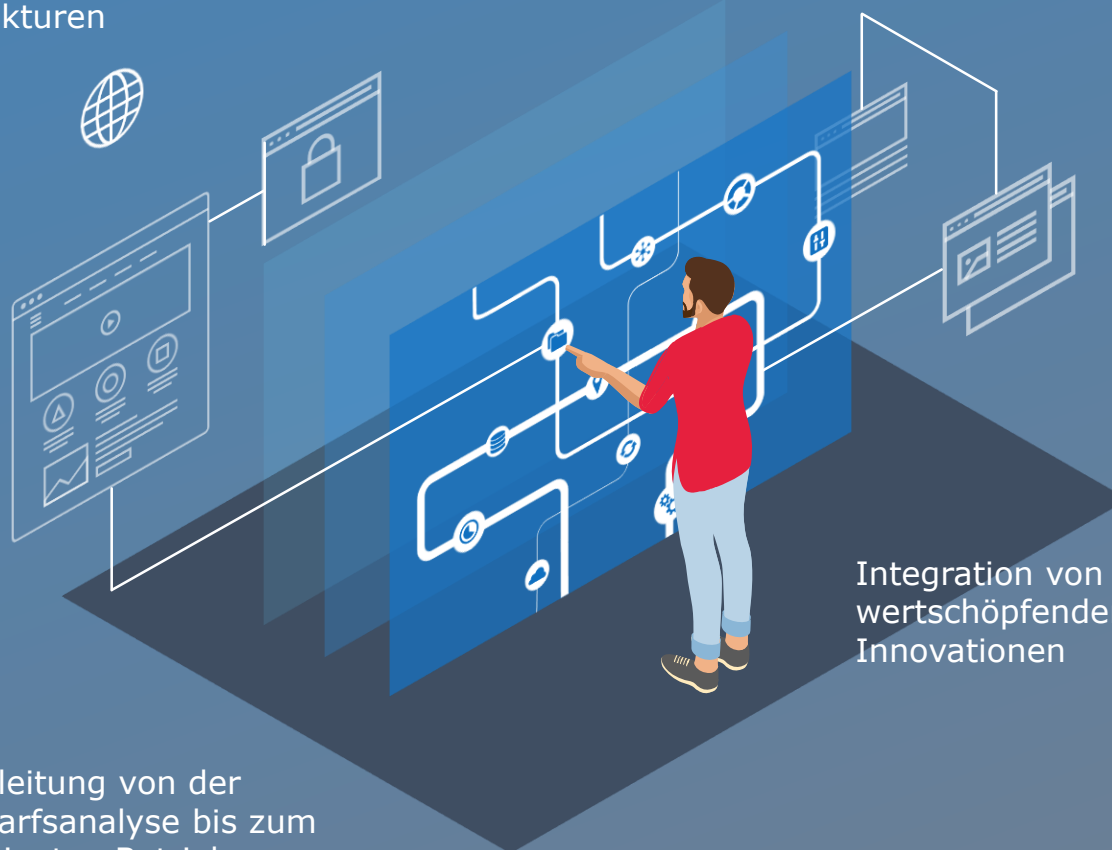 kturen
Integration von
wertschöpfende
Innovationen
leitung von der
arfsanalyse bis zum